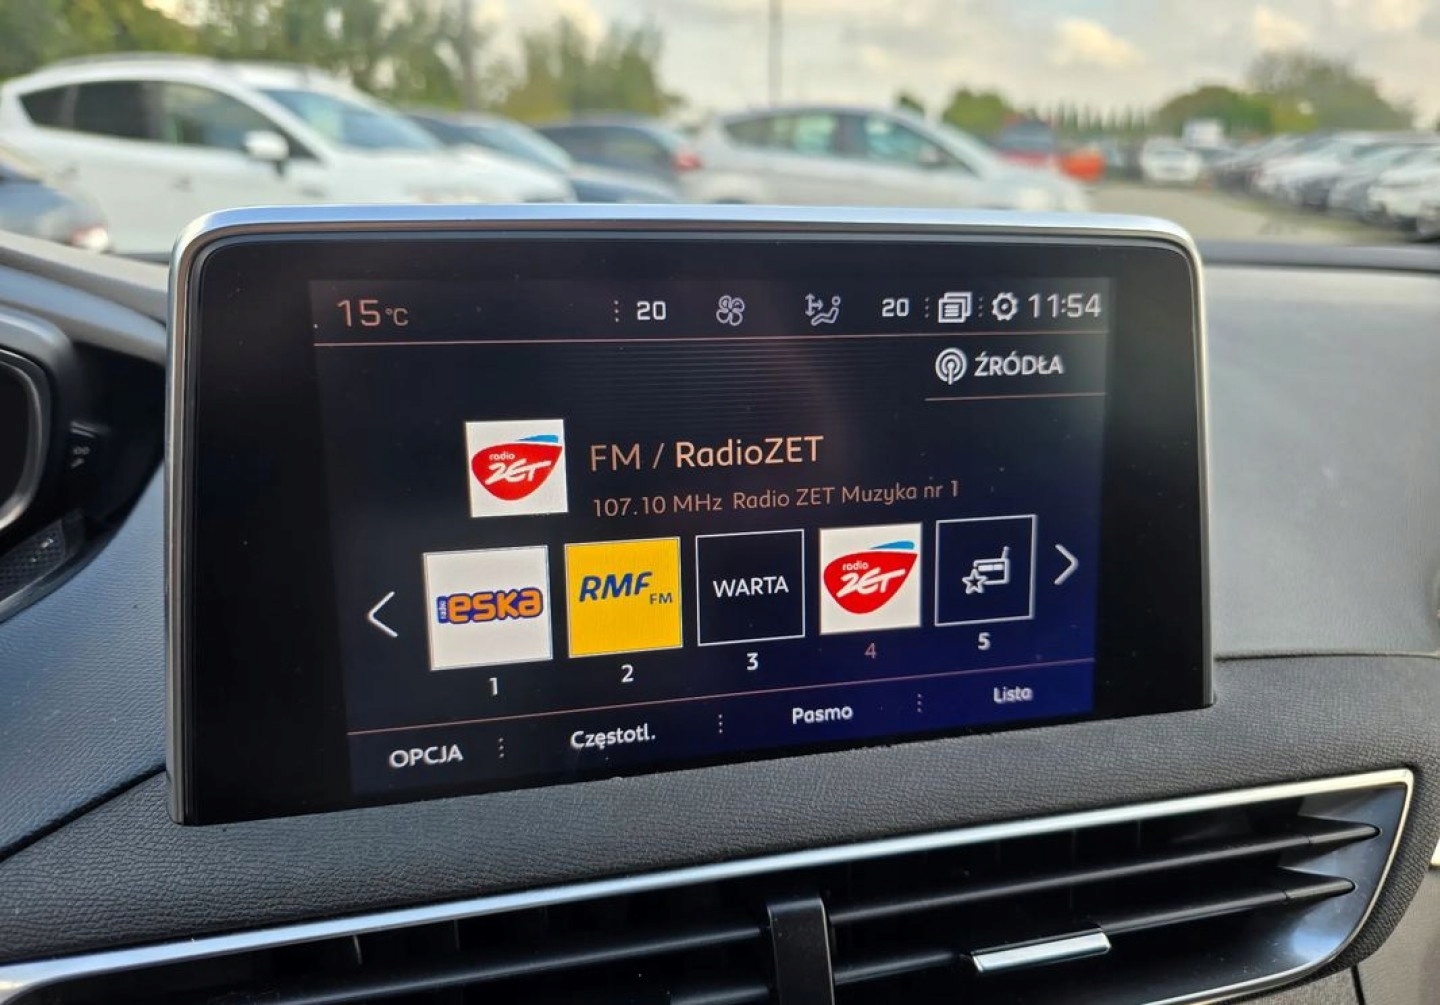 15°C 20 20 11:54
ŹRÓDŁA
radio ZET
FM / RadioZET
107.10 MHz Radio ZET Muzyka nr 1
radio eska RMF FM WARTA radio ZET
1 2 3 4 5
OPCJA Częstotl. Pasmo Lista